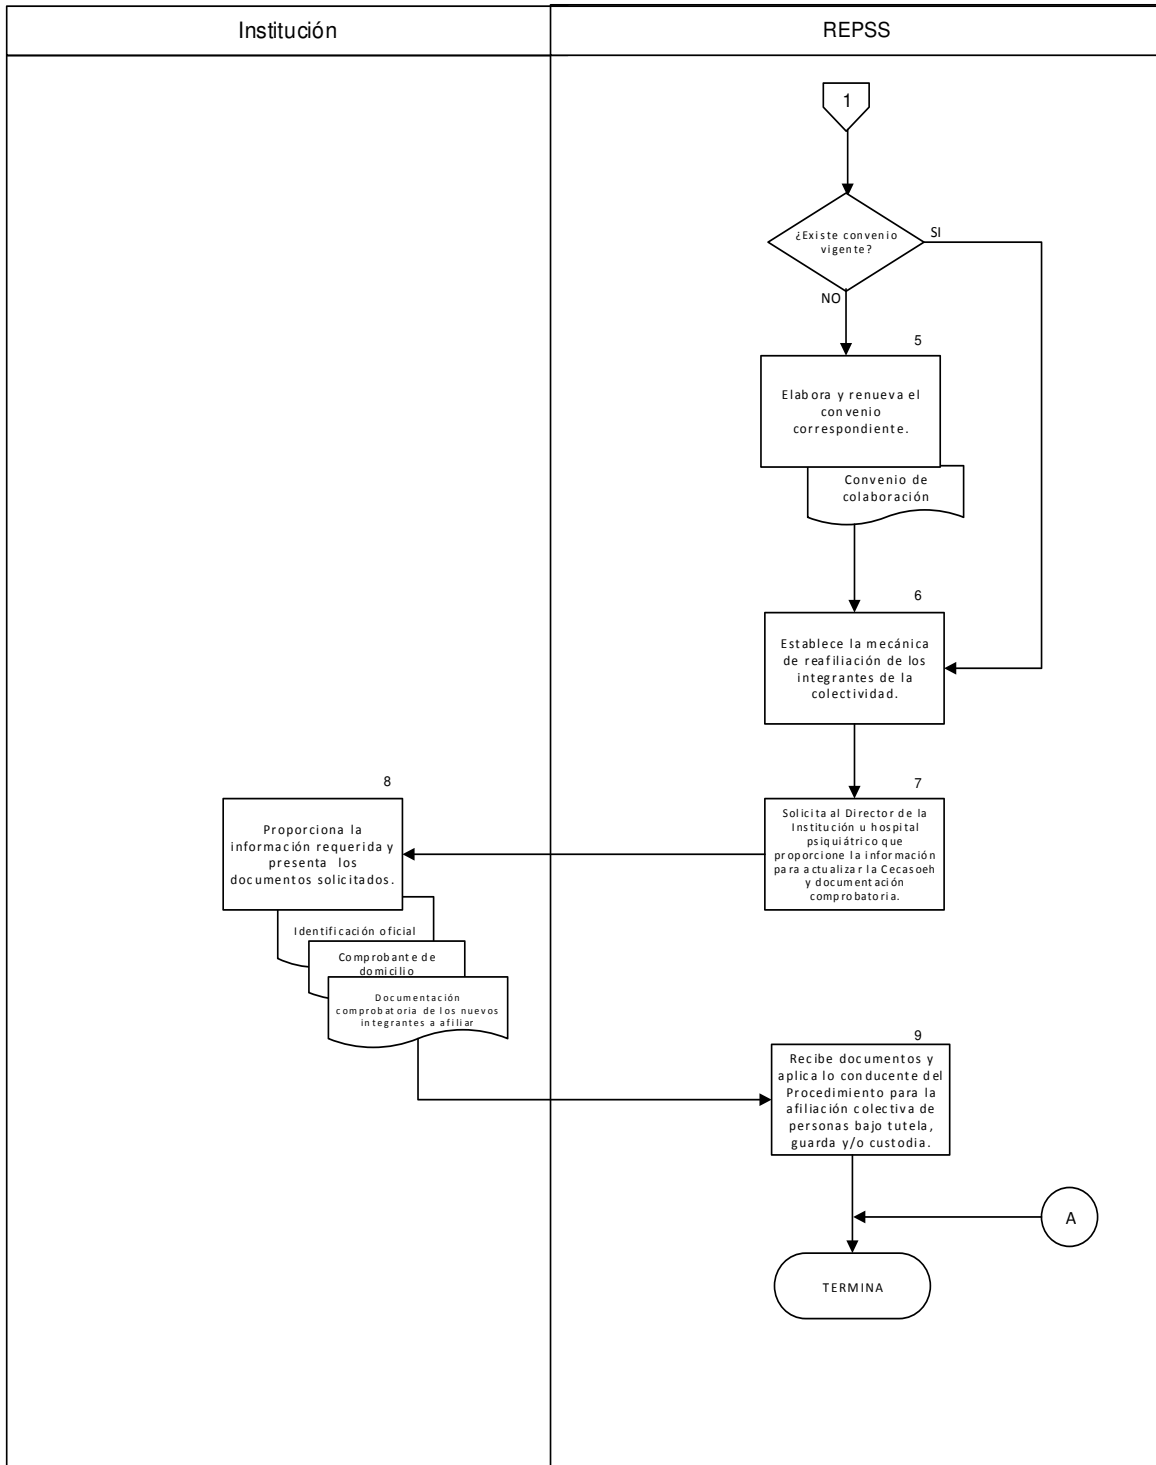 Institución
REPSS
1
¿Existe convenio
vigente?
SI
NO
5
Elabora y renueva el
convenio
correspondiente.
Convenio de
colaboración
6
Establece la mecánica
de reafiliación de los
integrantes de la
colectividad.
7
Solicita al Director de la
Institución u hospital
psiquiátrico que
proporcione la información
para actualizar la Cecasoeh
y documentación
comprobatoria.
8
Proporciona la
información requerida y
presenta los
documentos solicitados.
Identificación oficial
Comprobante de
domicilio
Documentación
comprobatoria de los nuevos
integrantes a afiliar
9
Recibe documentos y
aplica lo conducente del
Procedimiento para la
afiliación colectiva de
personas bajo tutela,
guarda y/o custodia.
A
TERMINA